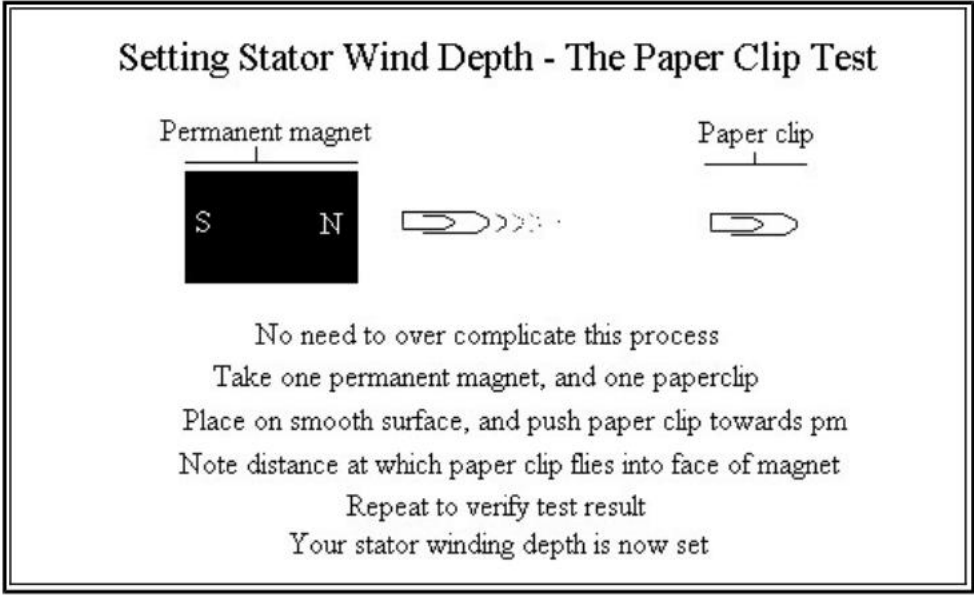 Setting Stator Wind Depth - The Paper Clip Test
Permanent magnet
Paper clip
S N
No need to over complicate this process
Take one permanent magnet, and one paperclip
Place on smooth surface, and push paper clip towards pm
Note distance at which paper clip flies into face of magnet
Repeat to verify test result
Your stator winding depth is now set